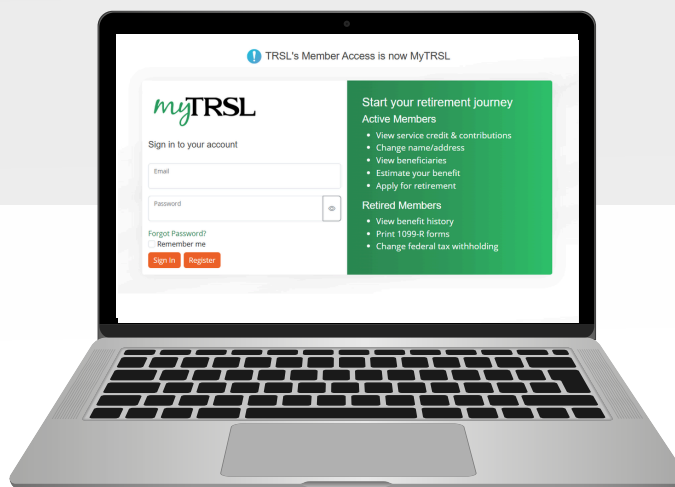 TRSL's Member Access is now MyTRSL
myTRSL
Sign in to your account
Email
Password
Forgot Password?
Remember me
Sign In Register
Start your retirement journey
Active Members
• View service credit & contributions
• Change name/address
• View beneficiaries
• Estimate your benefit
• Apply for retirement
Retired Members
• View benefit history
• Print 1099-R forms
• Change federal tax withholding